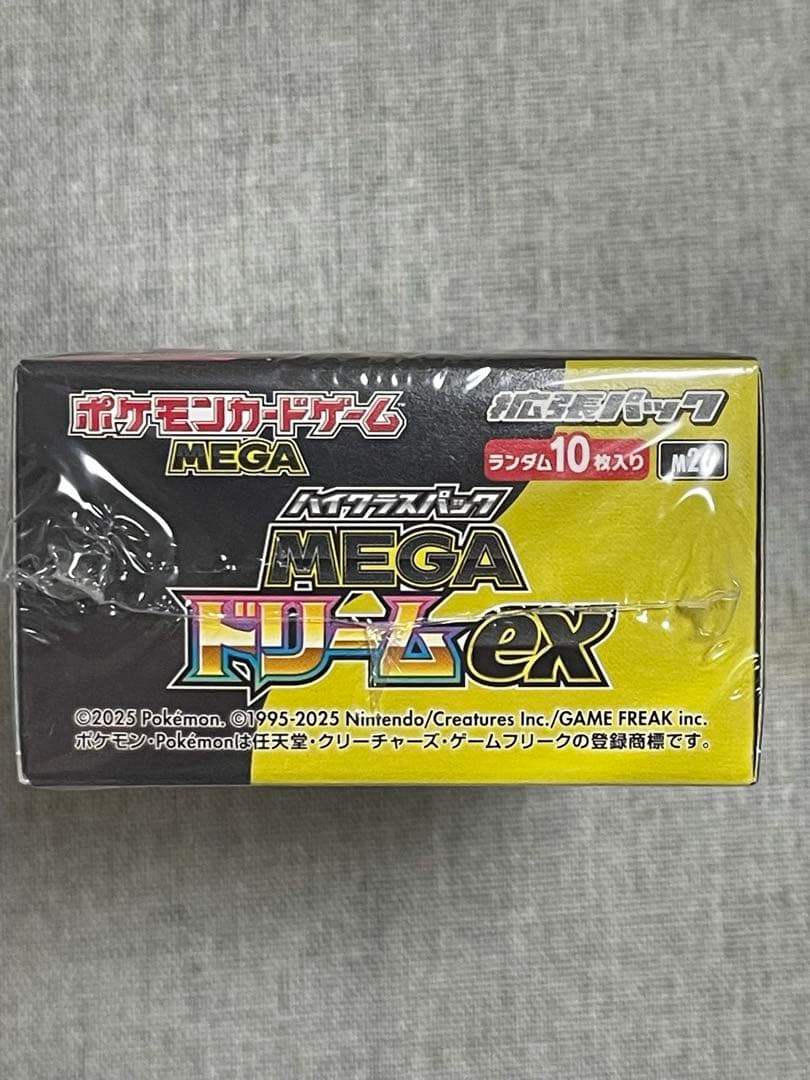 ポケモンカードゲーム
MEGA
拡張パック
ランダム10枚入り
ハイクラスパック
MEGA
ドリームex
©2025 Pokémon. ©1995-2025 Nintendo/Creatures Inc./GAME FREAK inc.
ポケモン・Pokémonは任天堂・クリーチャーズ・ゲームフリークの登録商標です。